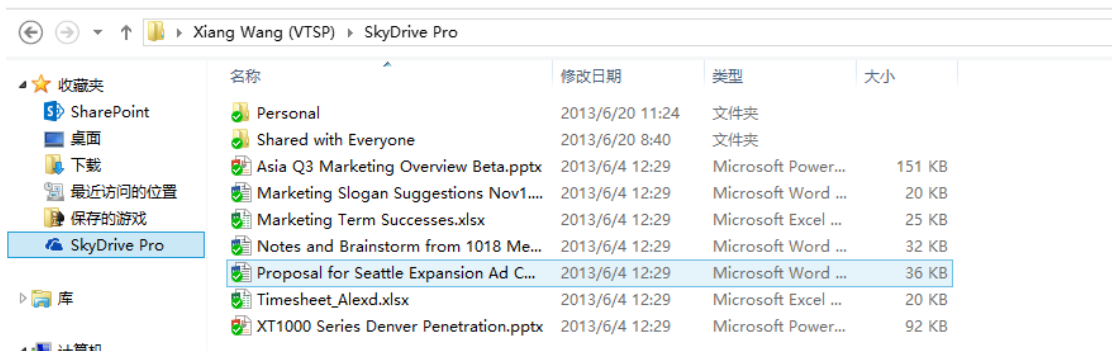 Xiang Wang (VTSP) SkyDrive Pro
名称 修改日期 类型 大小
收藏夹
SharePoint
桌面
下载
最近访问的位置
保存的游戏
SkyDrive Pro
库
计算机
Personal 2013/6/20 11:24 文件夹
Shared with Everyone 2013/6/20 8:40 文件夹
Asia Q3 Marketing Overview Beta.pptx 2013/6/4 12:29 Microsoft Power... 151 KB
Marketing Slogan Suggestions Nov1.... 2013/6/4 12:29 Microsoft Word ... 20 KB
Marketing Term Successes.xlsx 2013/6/4 12:29 Microsoft Excel ... 25 KB
Notes and Brainstorm from 1018 Me... 2013/6/4 12:29 Microsoft Word ... 32 KB
Proposal for Seattle Expansion Ad C... 2013/6/4 12:29 Microsoft Word ... 36 KB
Timesheet_Alexd.xlsx 2013/6/4 12:29 Microsoft Excel ... 20 KB
XT1000 Series Denver Penetration.pptx 2013/6/4 12:29 Microsoft Power... 92 KB